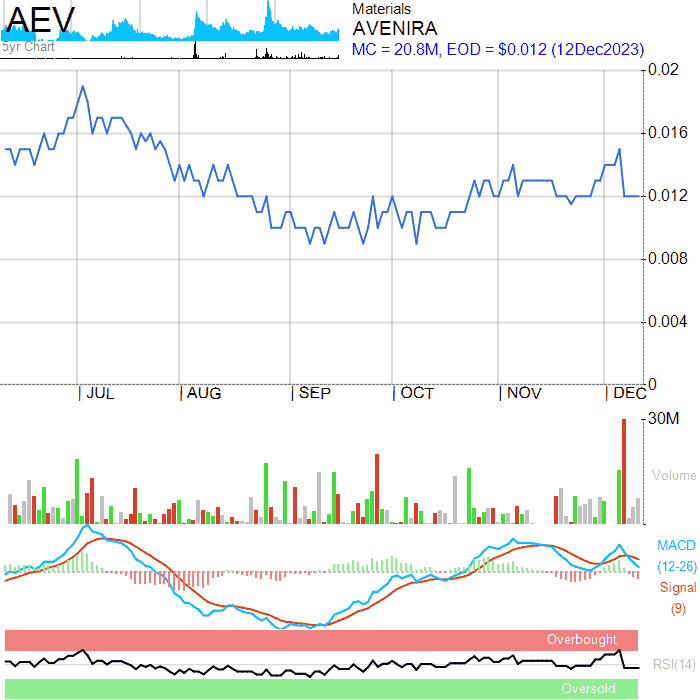 AEV
5yr Chart
Materials
AVENIRA
MC = 20.8M, EOD = $0.012 (12Dec2023)
0.02
0.016
0.012
0.008
0.004
0
JUL AUG SEP OCT NOV DEC
30M
Volume
MACD
(12-26)
Signal
(9)
Overbought
RSI(14)
Oversold